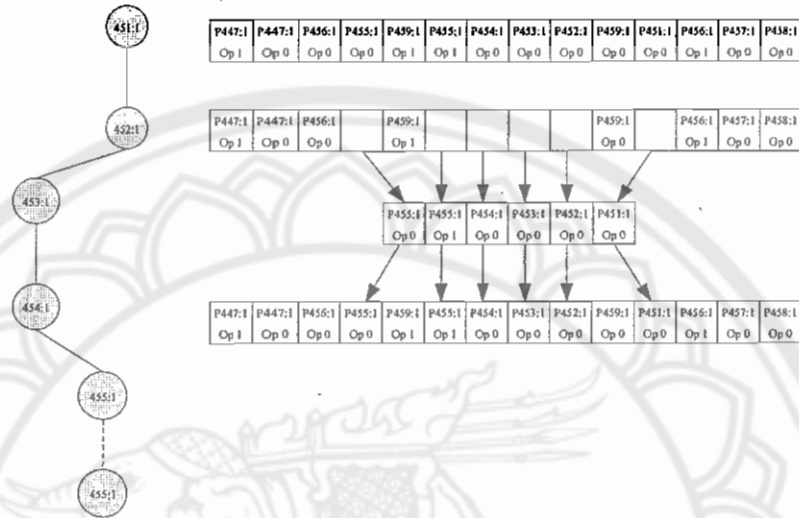 451:1
P447:1 P447:1 P456:1 P455:1 P459:1 P455:1 P454:1 P453:1 P452:1 P459:1 P451:1 P456:1 P457:1 P458:1
Op 1 Op 0 Op 0 Op 0 Op 1 Op 1 Op 0 Op 0 Op 0 Op 0 Op 0 Op 1 Op 0 Op 0
452:1
P447:1 P447:1 P456:1 P459:1 P459:1 P456:1 P457:1 P458:1
Op 1 Op 0 Op 0 Op 1 Op 0 Op 1 Op 0 Op 0
453:1
P455:1 P455:1 P454:1 P453:1 P452:1 P451:1
Op 0 Op 1 Op 0 Op 0 Op 0 Op 0
454:1
P447:1 P447:1 P456:1 P455:1 P459:1 P455:1 P454:1 P453:1 P452:1 P459:1 P451:1 P456:1 P457:1 P458:1
Op 1 Op 0 Op 0 Op 0 Op 1 Op 1 Op 0 Op 0 Op 0 Op 0 Op 0 Op 1 Op 0 Op 0
455:1
455:1